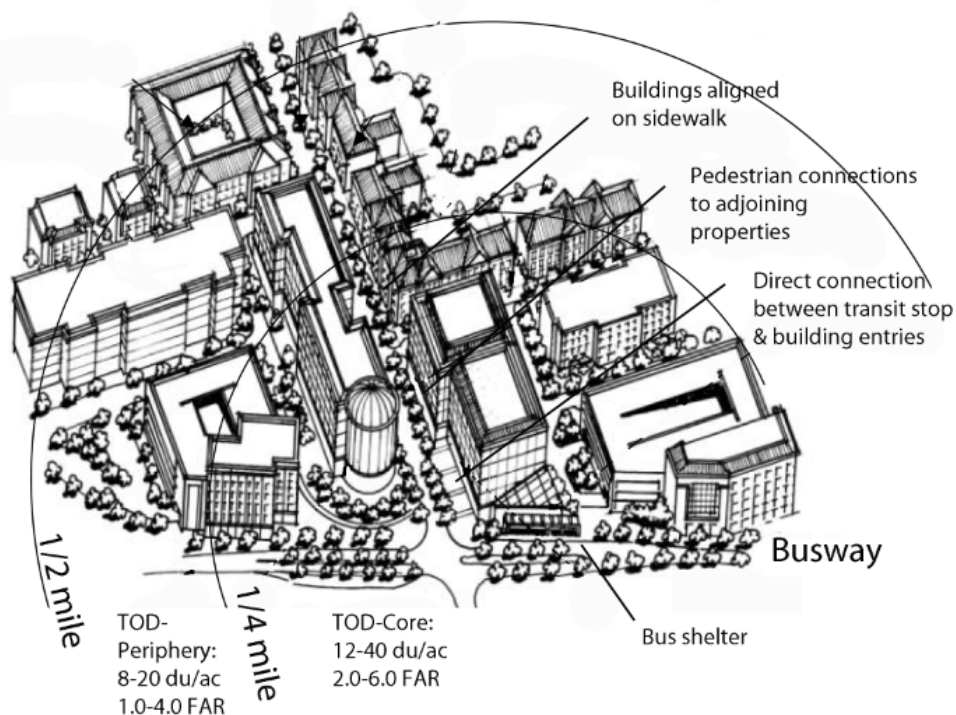 Buildings aligned
on sidewalk
Pedestrian connections
to adjoining
properties
Direct connection
between transit stop
& building entries
Busway
Bus shelter
1/2 mile
1/4 mile
TOD-
Periphery:
8-20 du/ac
1.0-4.0 FAR
TOD-Core:
12-40 du/ac
2.0-6.0 FAR